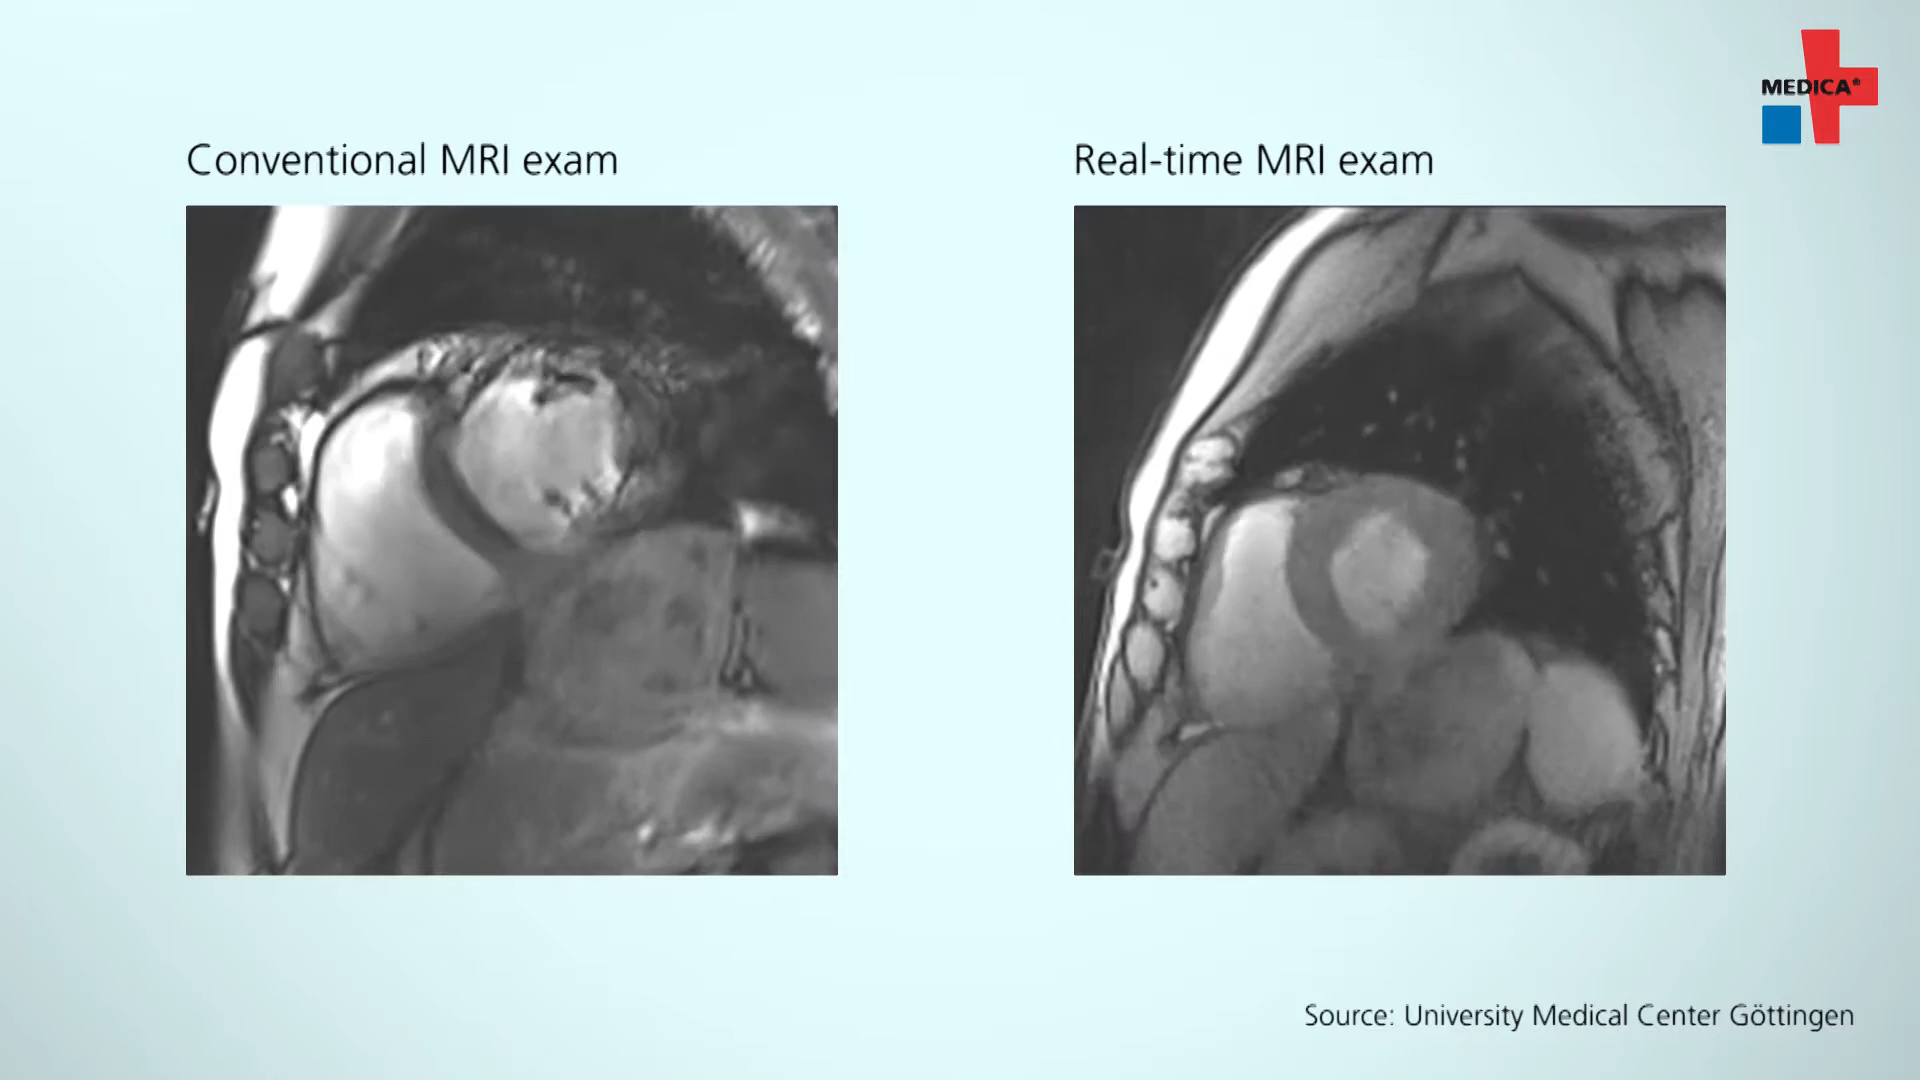 MEDICA®
Conventional MRI exam
Real-time MRI exam
Source: University Medical Center Göttingen